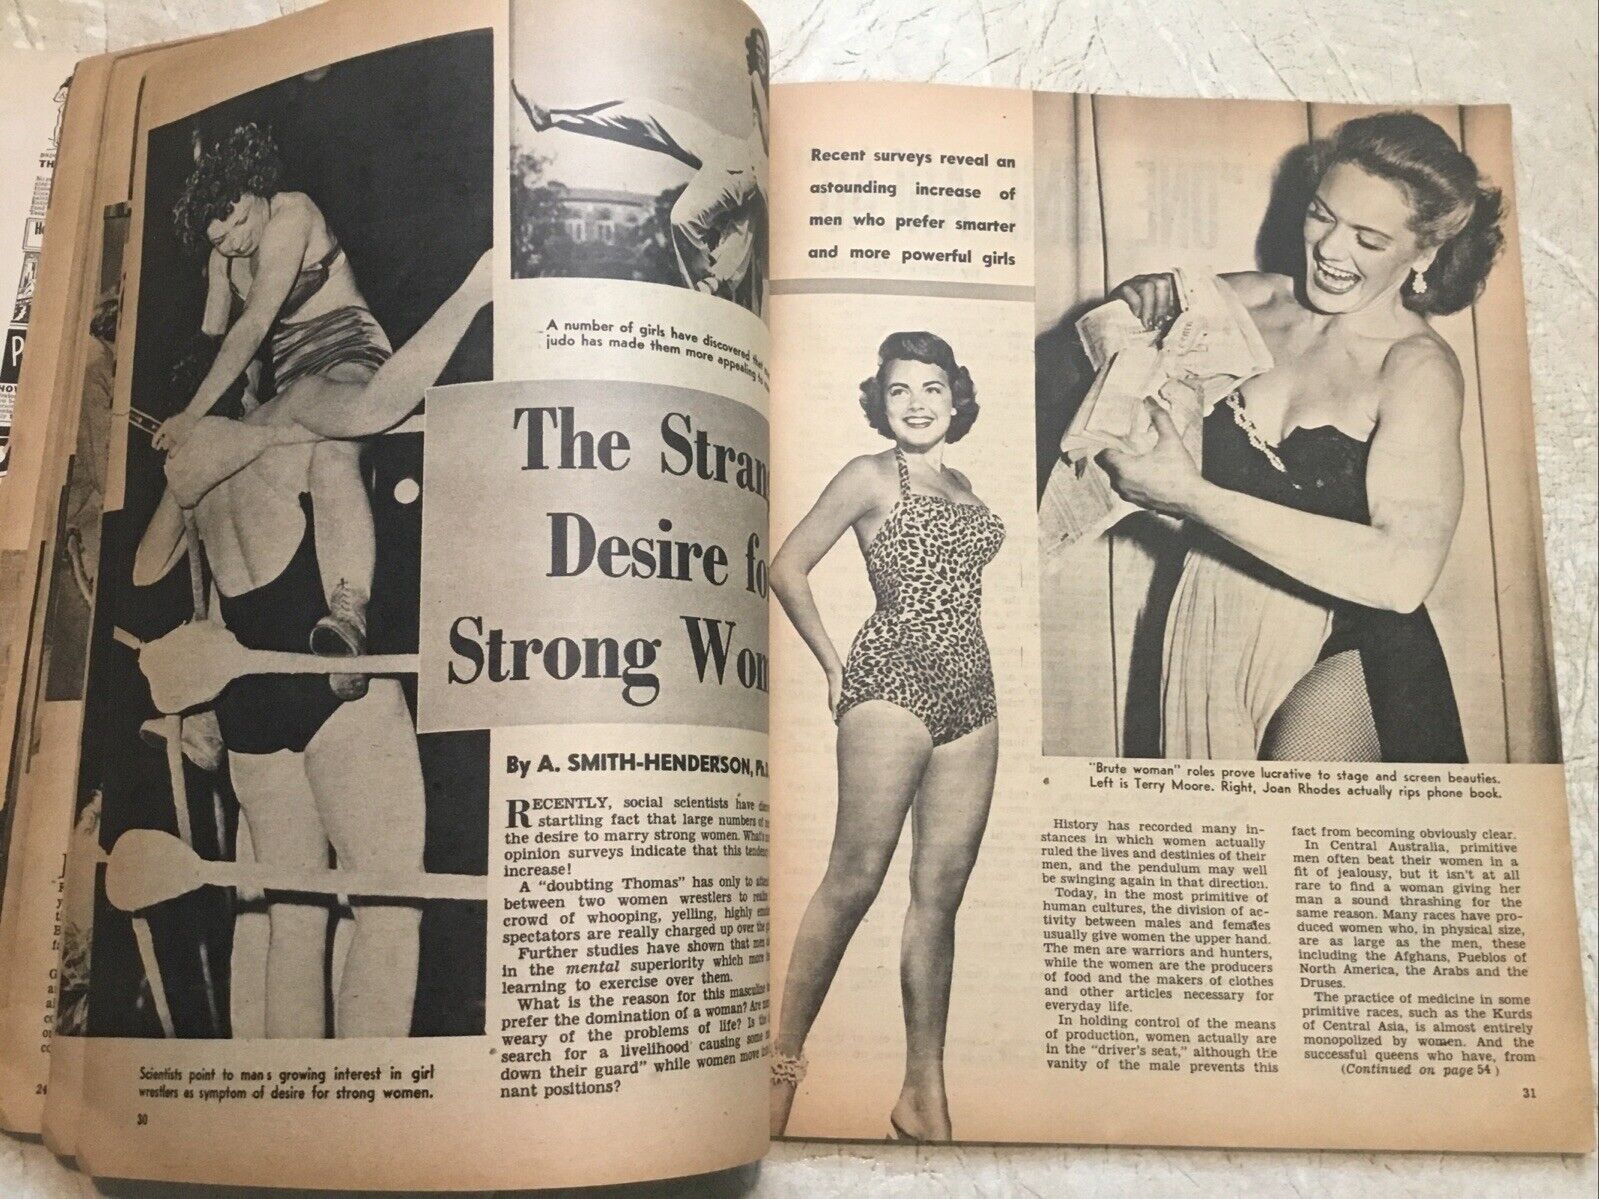 A number of girls have discovered that
judo has made them more appealing to
The Stran
Desire fo
Strong Wom
By A. SMITH-HENDERSON, Ph.D
RECENTLY, social scientists have
startling fact that large numbers of
the desire to marry strong women. What's
opinion surveys indicate that this tendency
increase!
A "doubting Thomas" has only to
between two women wrestlers to
crowd of whooping, yelling, highly
spectators are really charged up over the
Further studies have shown that men
in the mental superiority which more
learning to exercise over them.
What is the reason for this masculine
prefer the domination of a woman? Are
weary of the problems of life? Is the
search for a livelihood causing some
down their guard" while women move
nant positions?
Scientists point to man s growing interest in girl
wrestlers as symptom of desire for strong women.
30
Recent surveys reveal an
astounding increase of
men who prefer smarter
and more powerful girls
"Brute woman" roles prove lucrative to stage and screen beauties.
Left is Terry Moore. Right, Joan Rhodes actually rips phone book.
History has recorded many in-
stances in which women actually
ruled the lives and destinies of their
men, and the pendulum may well
be swinging again in that direction.
Today, in the most primitive of
human cultures, the division of ac-
tivity between males and females
usually give women the upper hand.
The men are warriors and hunters,
while the women are the producers
of food and the makers of clothes
and other articles necessary for
everyday life.
In holding control of the means
of production, women actually are
in the "driver's seat," although the
vanity of the male prevents this
fact from becoming obviously clear.
In Central Australia, primitive
men often beat their women in a
fit of jealousy, but it isn't at all
rare to find a woman giving her
man a sound thrashing for the
same reason. Many races have pro-
duced women who, in physical size,
are as large as the men, these
including the Afghans, Pueblos of
North America, the Arabs and the
Druses.
The practice of medicine in some
primitive races, such as the Kurds
of Central Asia, is almost entirely
monopolized by women. And the
successful queens who have, from
(Continued on page 54)
31
24